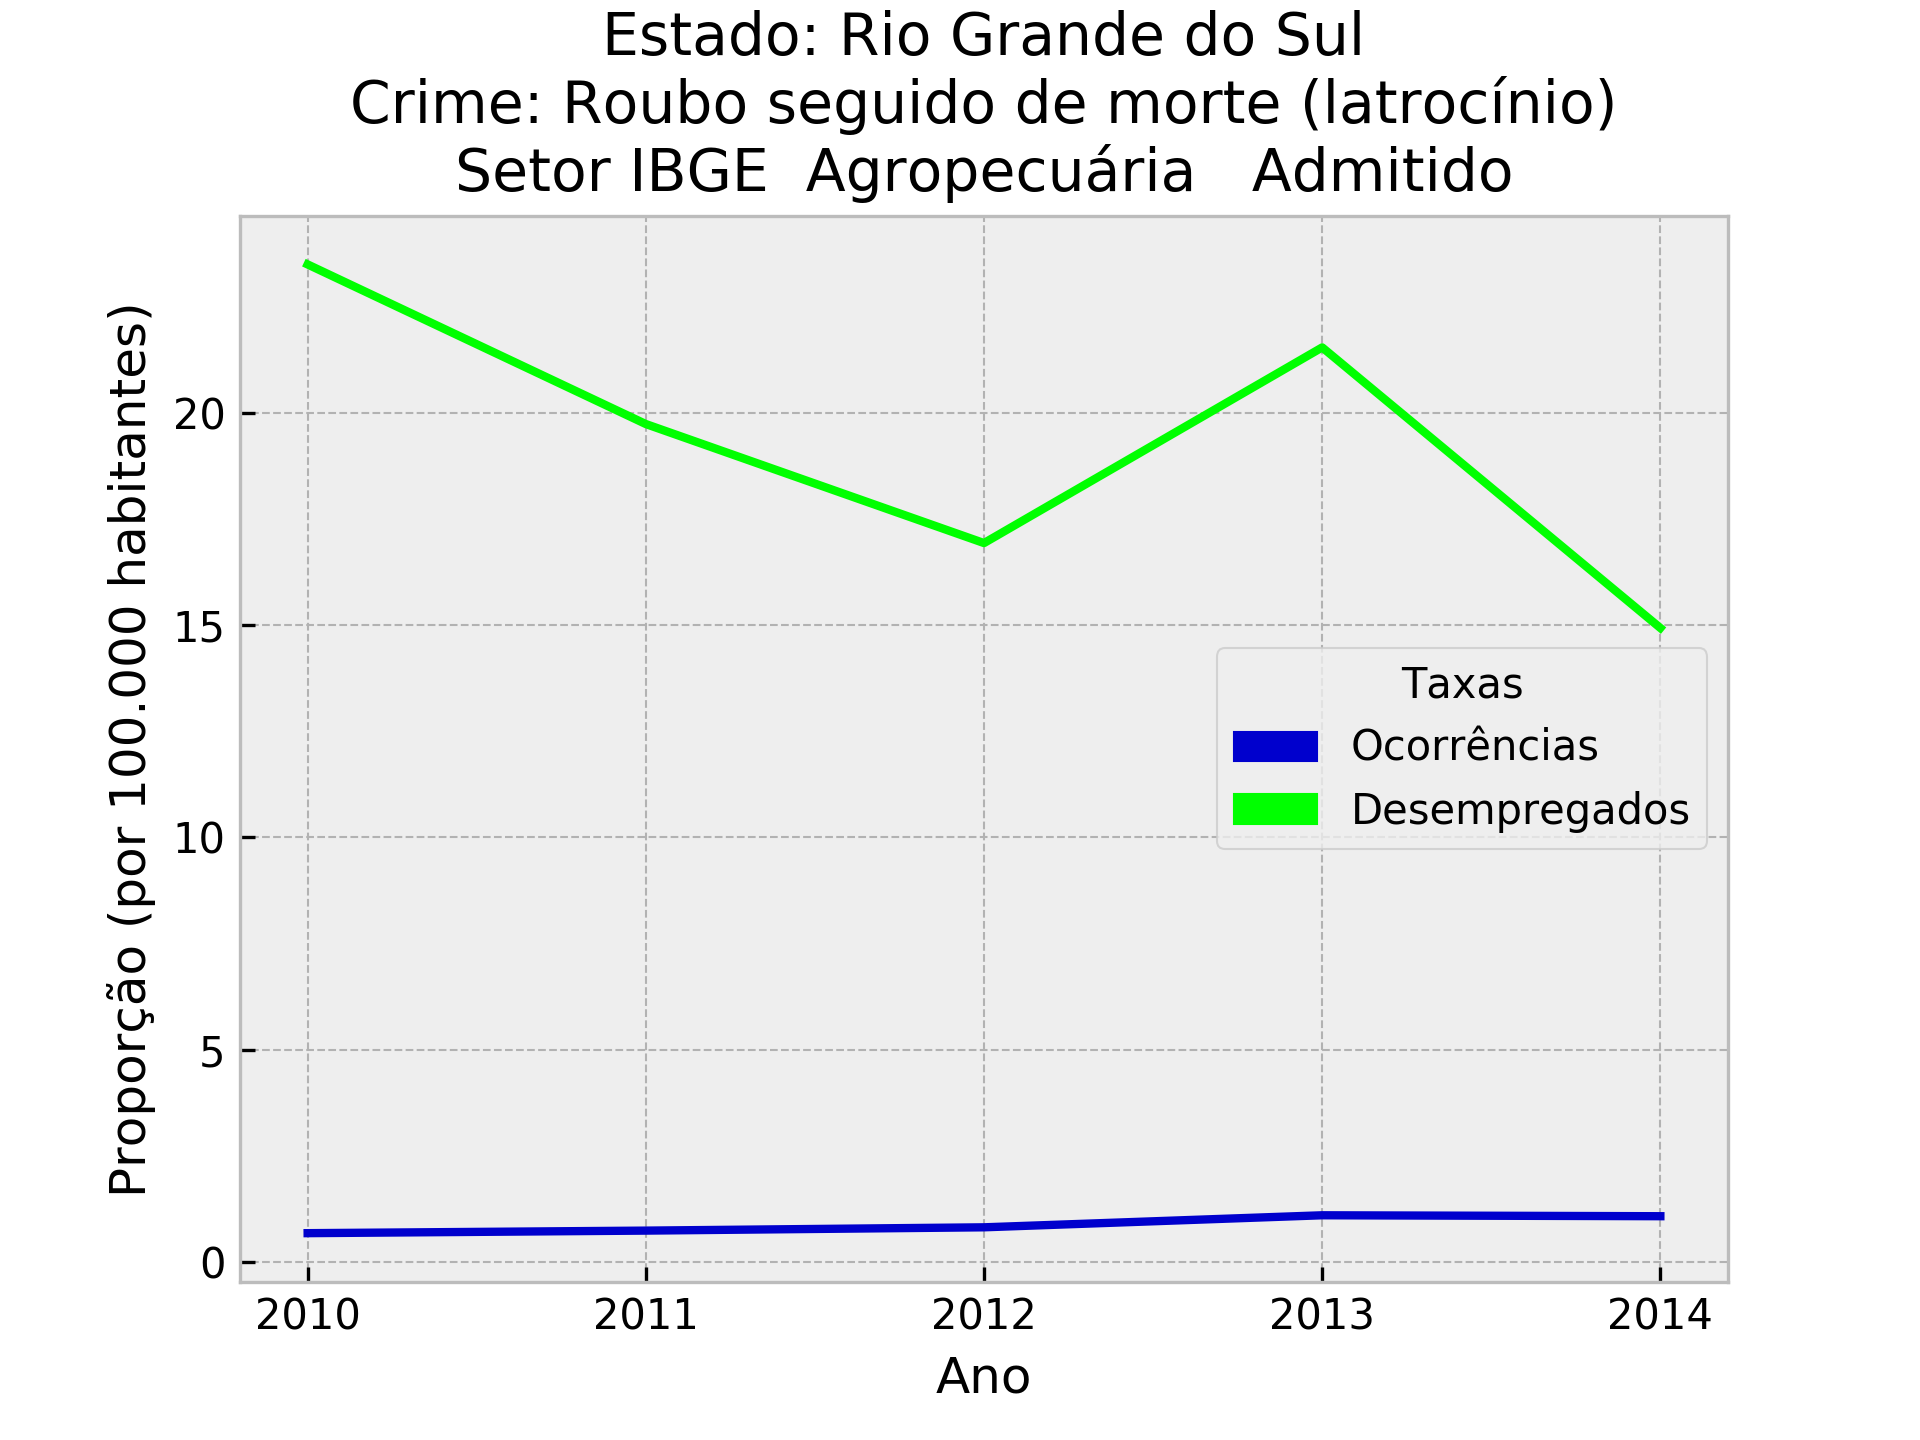 Estado: Rio Grande do Sul
Crime: Roubo seguido de morte (latrocínio)
Setor IBGE  Agropecuária   Admitido
Proporção (por 100.000 habitantes)
20
15
10
5
0
Taxas
Ocorrências
Desempregados
2010 2011 2012 2013 2014
Ano